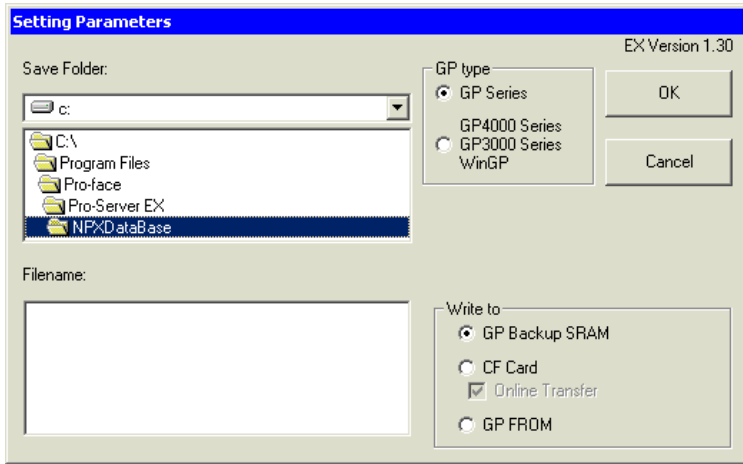 Setting Parameters
EX Version 1.30
Save Folder:
c:
C:\
Program Files
Pro-face
Pro-Server EX
NPXDataBase
GP type
GP Series
GP4000 Series
GP3000 Series
WinGP
OK
Cancel
Filename:
Write to
GP Backup SRAM
CF Card
Online Transfer
GP FROM